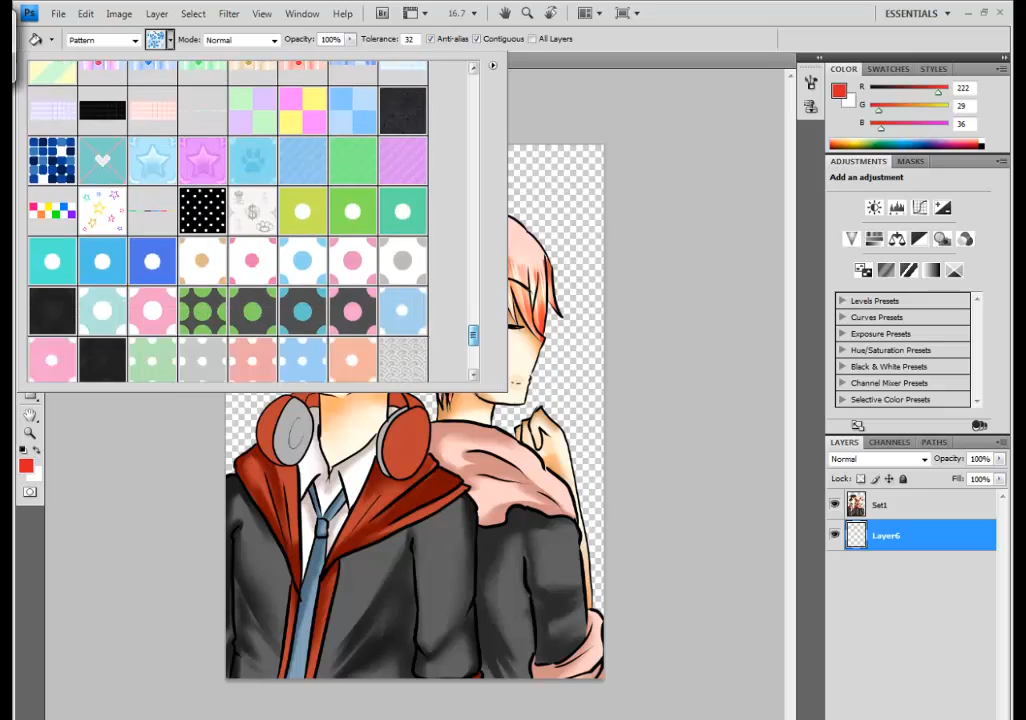 Ps File Edit Image Layer Select Filter View Window Help Br 16.7 ESSENTIALS
Pattern Mode: Normal Opacity: 100% Tolerance: 32 Anti-alias Contiguous All Layers
COLOR SWATCHES STYLES
R 222
G 29
B 36
ADJUSTMENTS MASKS
Add an adjustment
Levels Presets
Curves Presets
Exposure Presets
Hue/Saturation Presets
Black & White Presets
Channel Mixer Presets
Selective Color Presets
LAYERS CHANNELS PATHS
Normal Opacity: 100%
Lock: Fill: 100%
Set1
Layer6